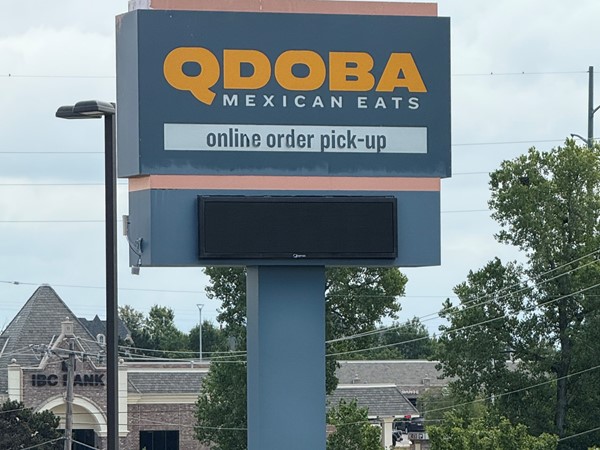 QDOBA
MEXICAN EATS
online order pick-up
IBC BANK